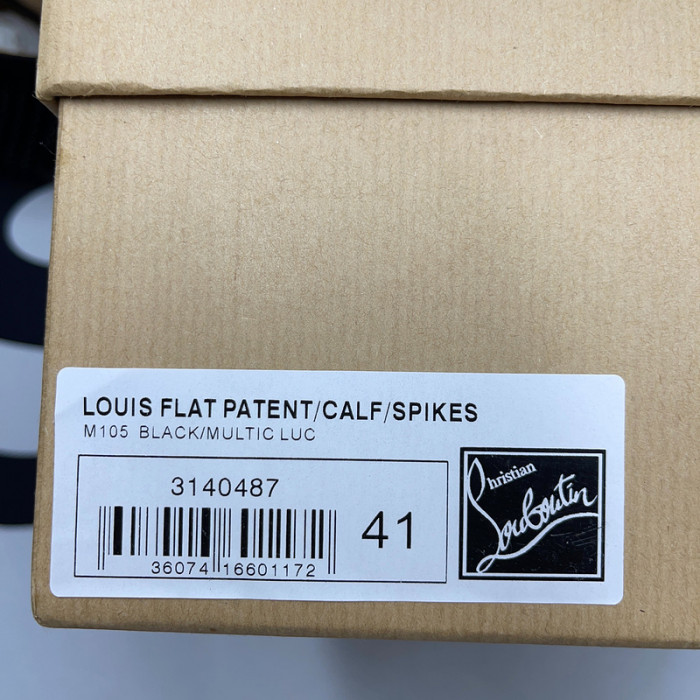 LOUIS FLAT PATENT/CALF/SPIKES
M105 BLACK/MULTIC LUC
3140487
36074 16601172
41
Christian
Louboutin